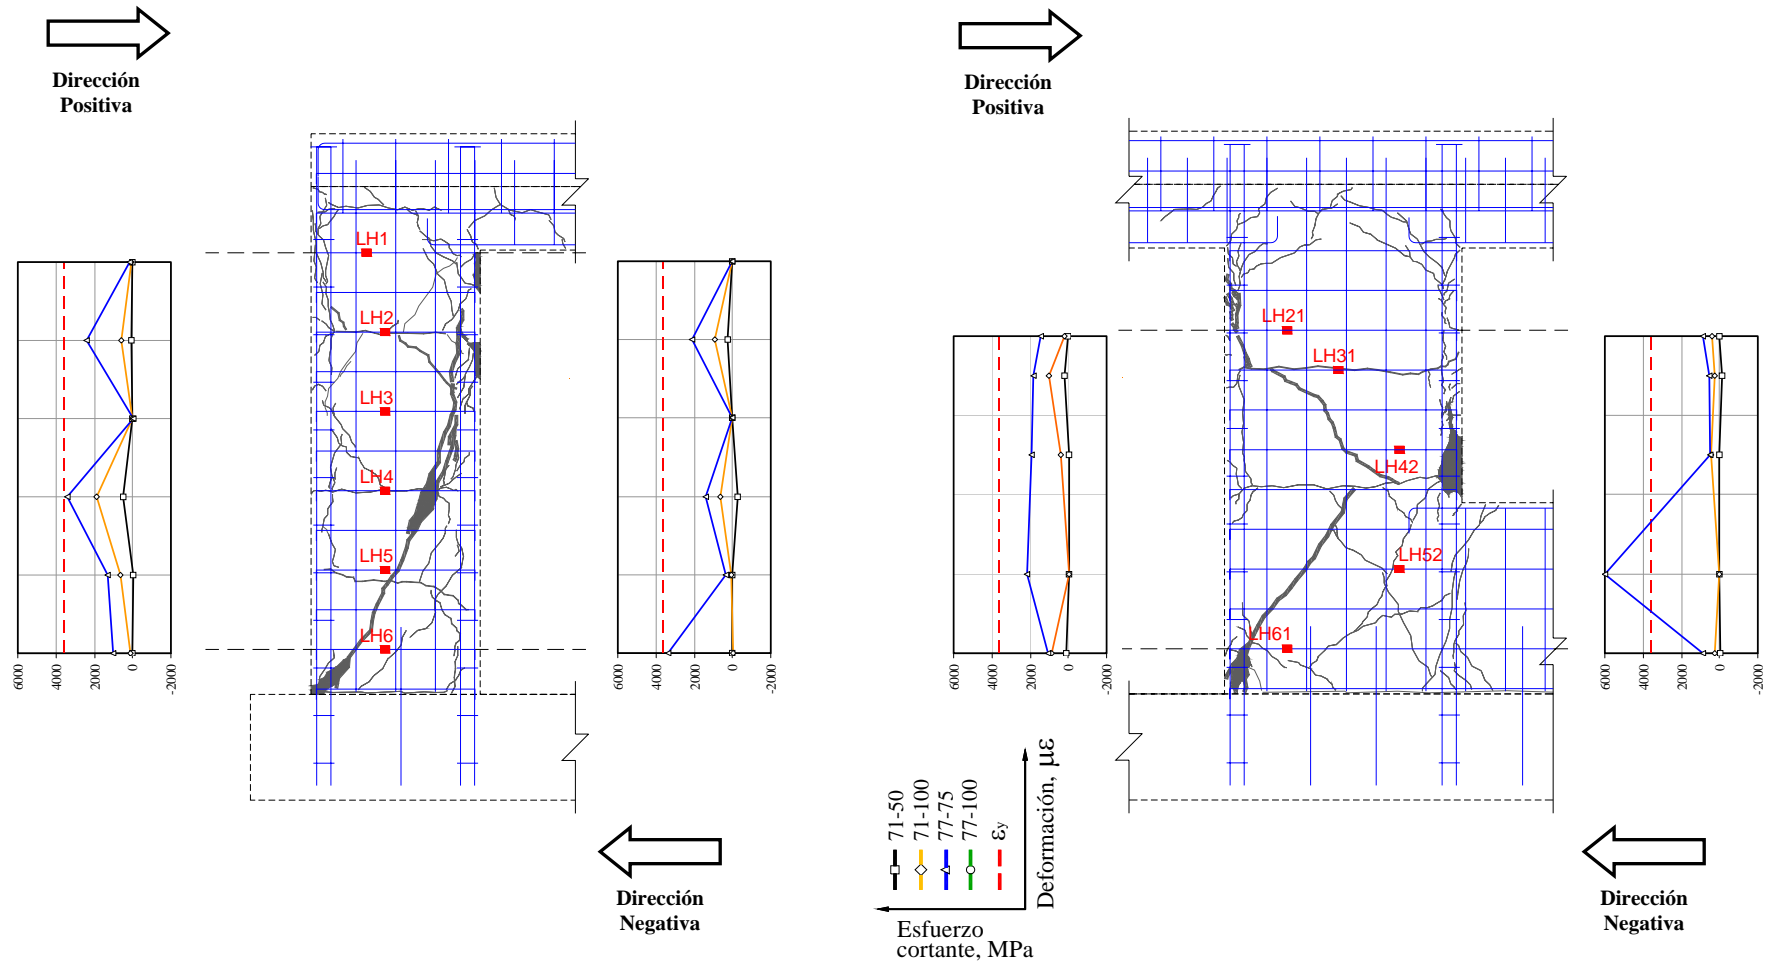 Dirección
Positiva
Dirección
Positiva
LH1
LH2
LH3
LH4
LH5
LH6
LH21
LH31
LH42
LH52
LH61
6000
4000
2000
0
-2000
6000
4000
2000
0
-2000
6000
4000
2000
0
-2000
6000
4000
2000
0
-2000
71-50
71-100
77-75
77-100
εy
Deformación, με
Esfuerzo
cortante, MPa
Dirección
Negativa
Dirección
Negativa